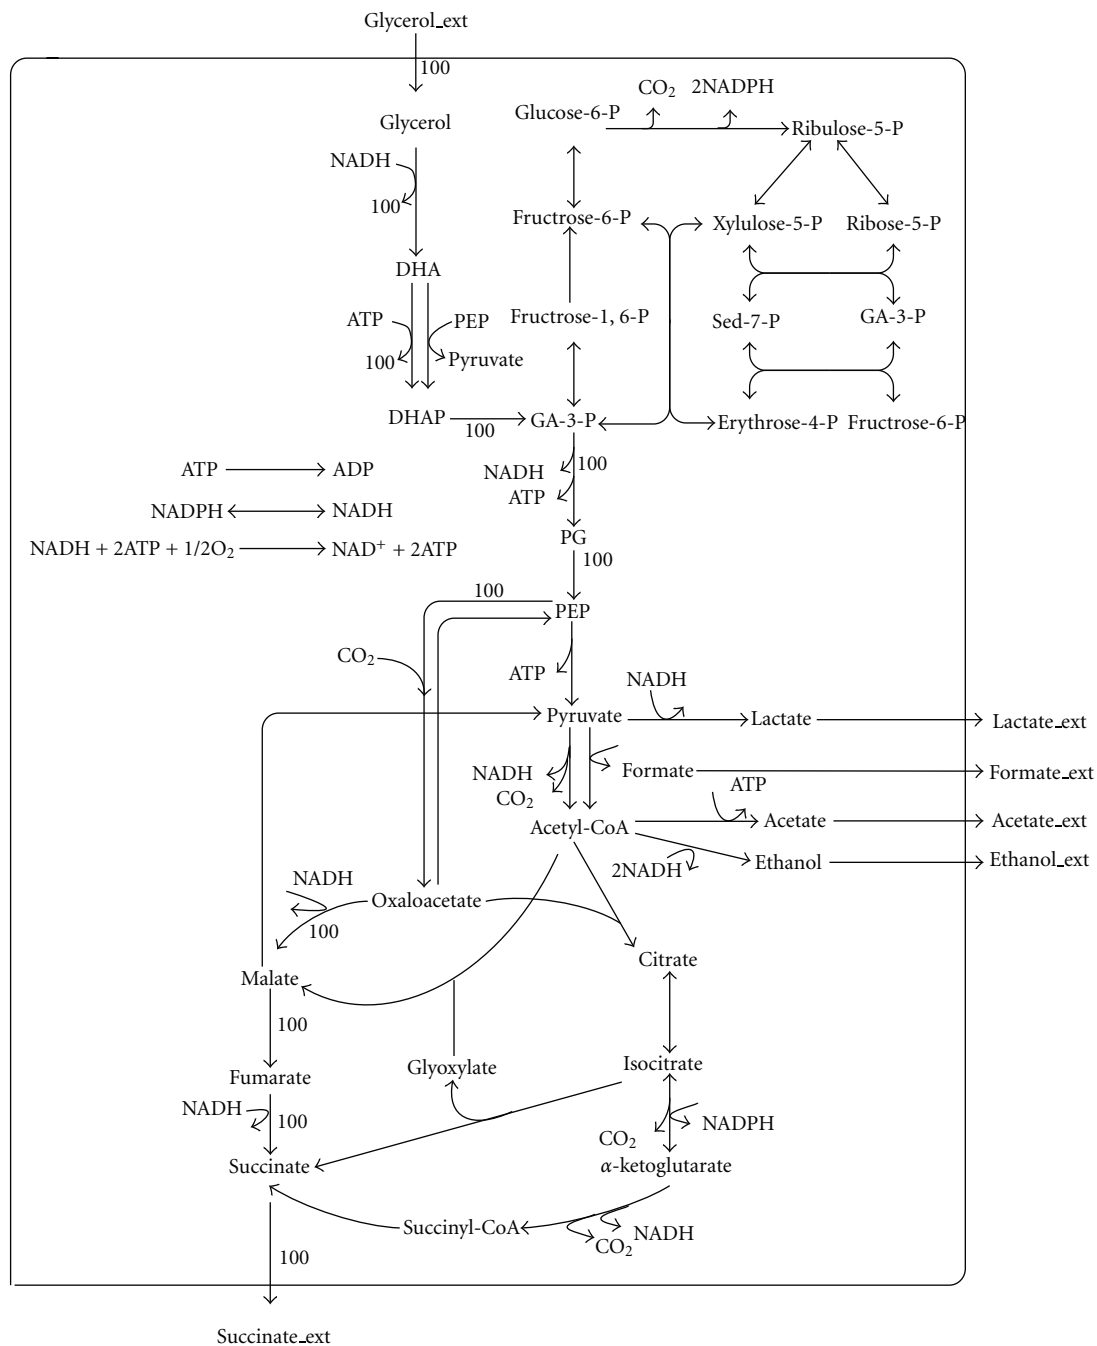 Glycerol_ext
100
CO₂ 2NADPH
Glucose-6-P
Glycerol
Ribulose-5-P
NADH
100
Fructrose-6-P
Xylulose-5-P Ribose-5-P
DHA
ATP
PEP
Fructrose-1, 6-P
Sed-7-P
GA-3-P
100
Pyruvate
DHAP
100
GA-3-P
Erythrose-4-P Fructrose-6-P
ATP
ADP
NADH
100
ATP
NADPH
NADH
PG
NADH + 2ATP + 1/2O₂
NAD⁺ + 2ATP
100
100
PEP
CO₂
ATP
NADH
Pyruvate
Lactate
Lactate_ext
NADH
CO₂
Formate
Formate_ext
ATP
Acetyl-CoA
Acetate
Acetate_ext
2NADH
Ethanol
Ethanol_ext
NADH
Oxaloacetate
100
Citrate
Malate
100
Glyoxylate
Isocitrate
Fumarate
NADH
100
CO₂
NADPH
Succinate
α-ketoglutarate
Succinyl-CoA
NADH
CO₂
100
Succinate_ext